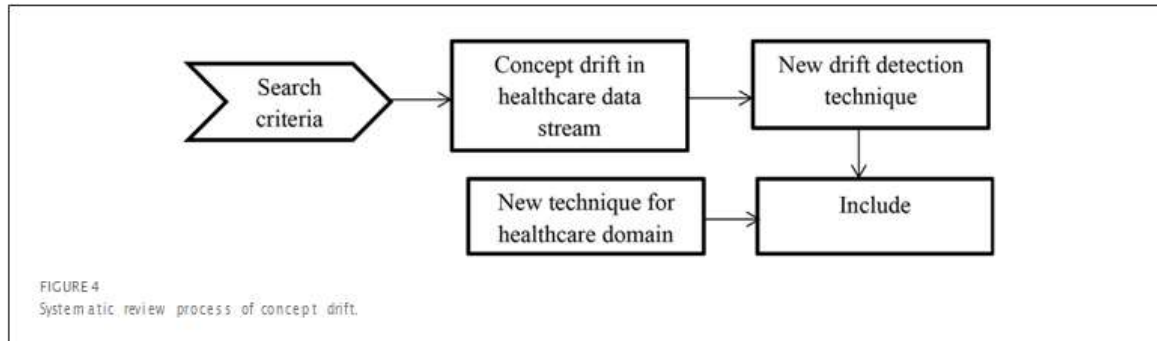 Search
criteria
Concept drift in
healthcare data
stream
New drift detection
technique
New technique for
healthcare domain
Include
FIGURE 4
Systematic review process of concept drift.